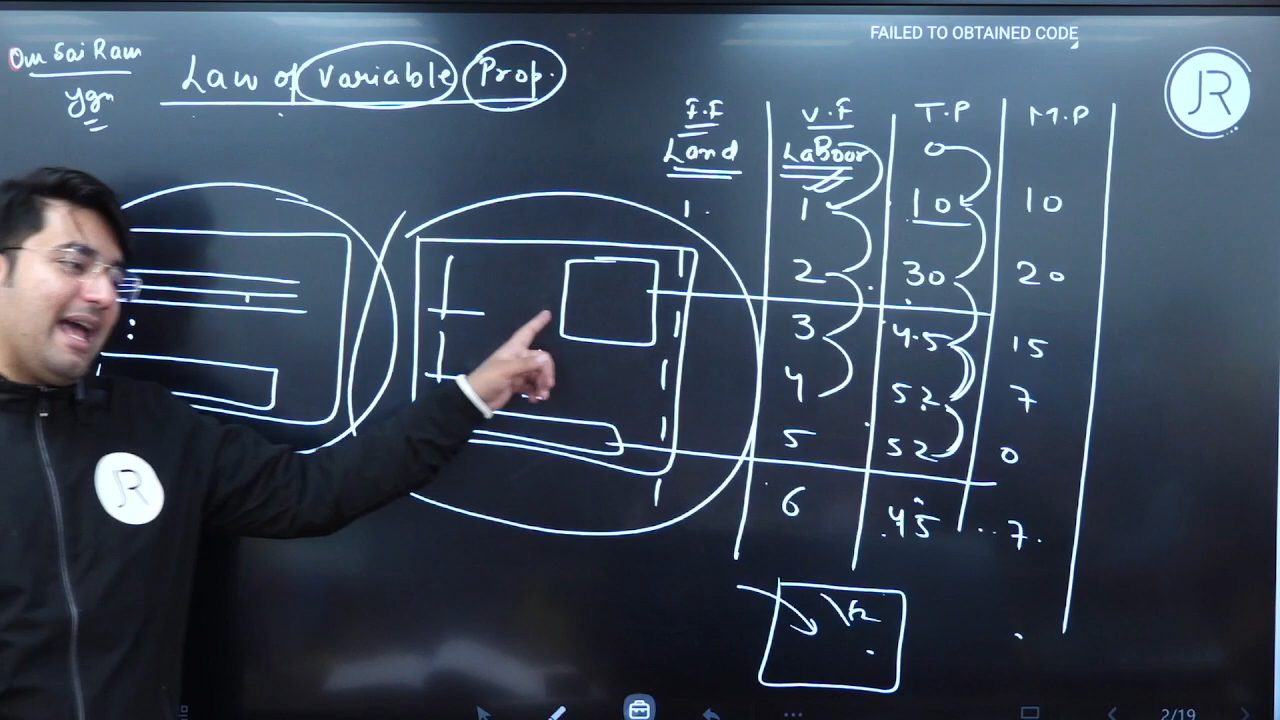 FAILED TO OBTAINED CODE
Om Sai Ram
Law of Variable Prop.
JR
F.F V.F T.P M.P
Land Labour 0
1. 1 10 10
2 30 20
3 45 15
4 52 7
5 52 0
6 45 -7
JR
2/19